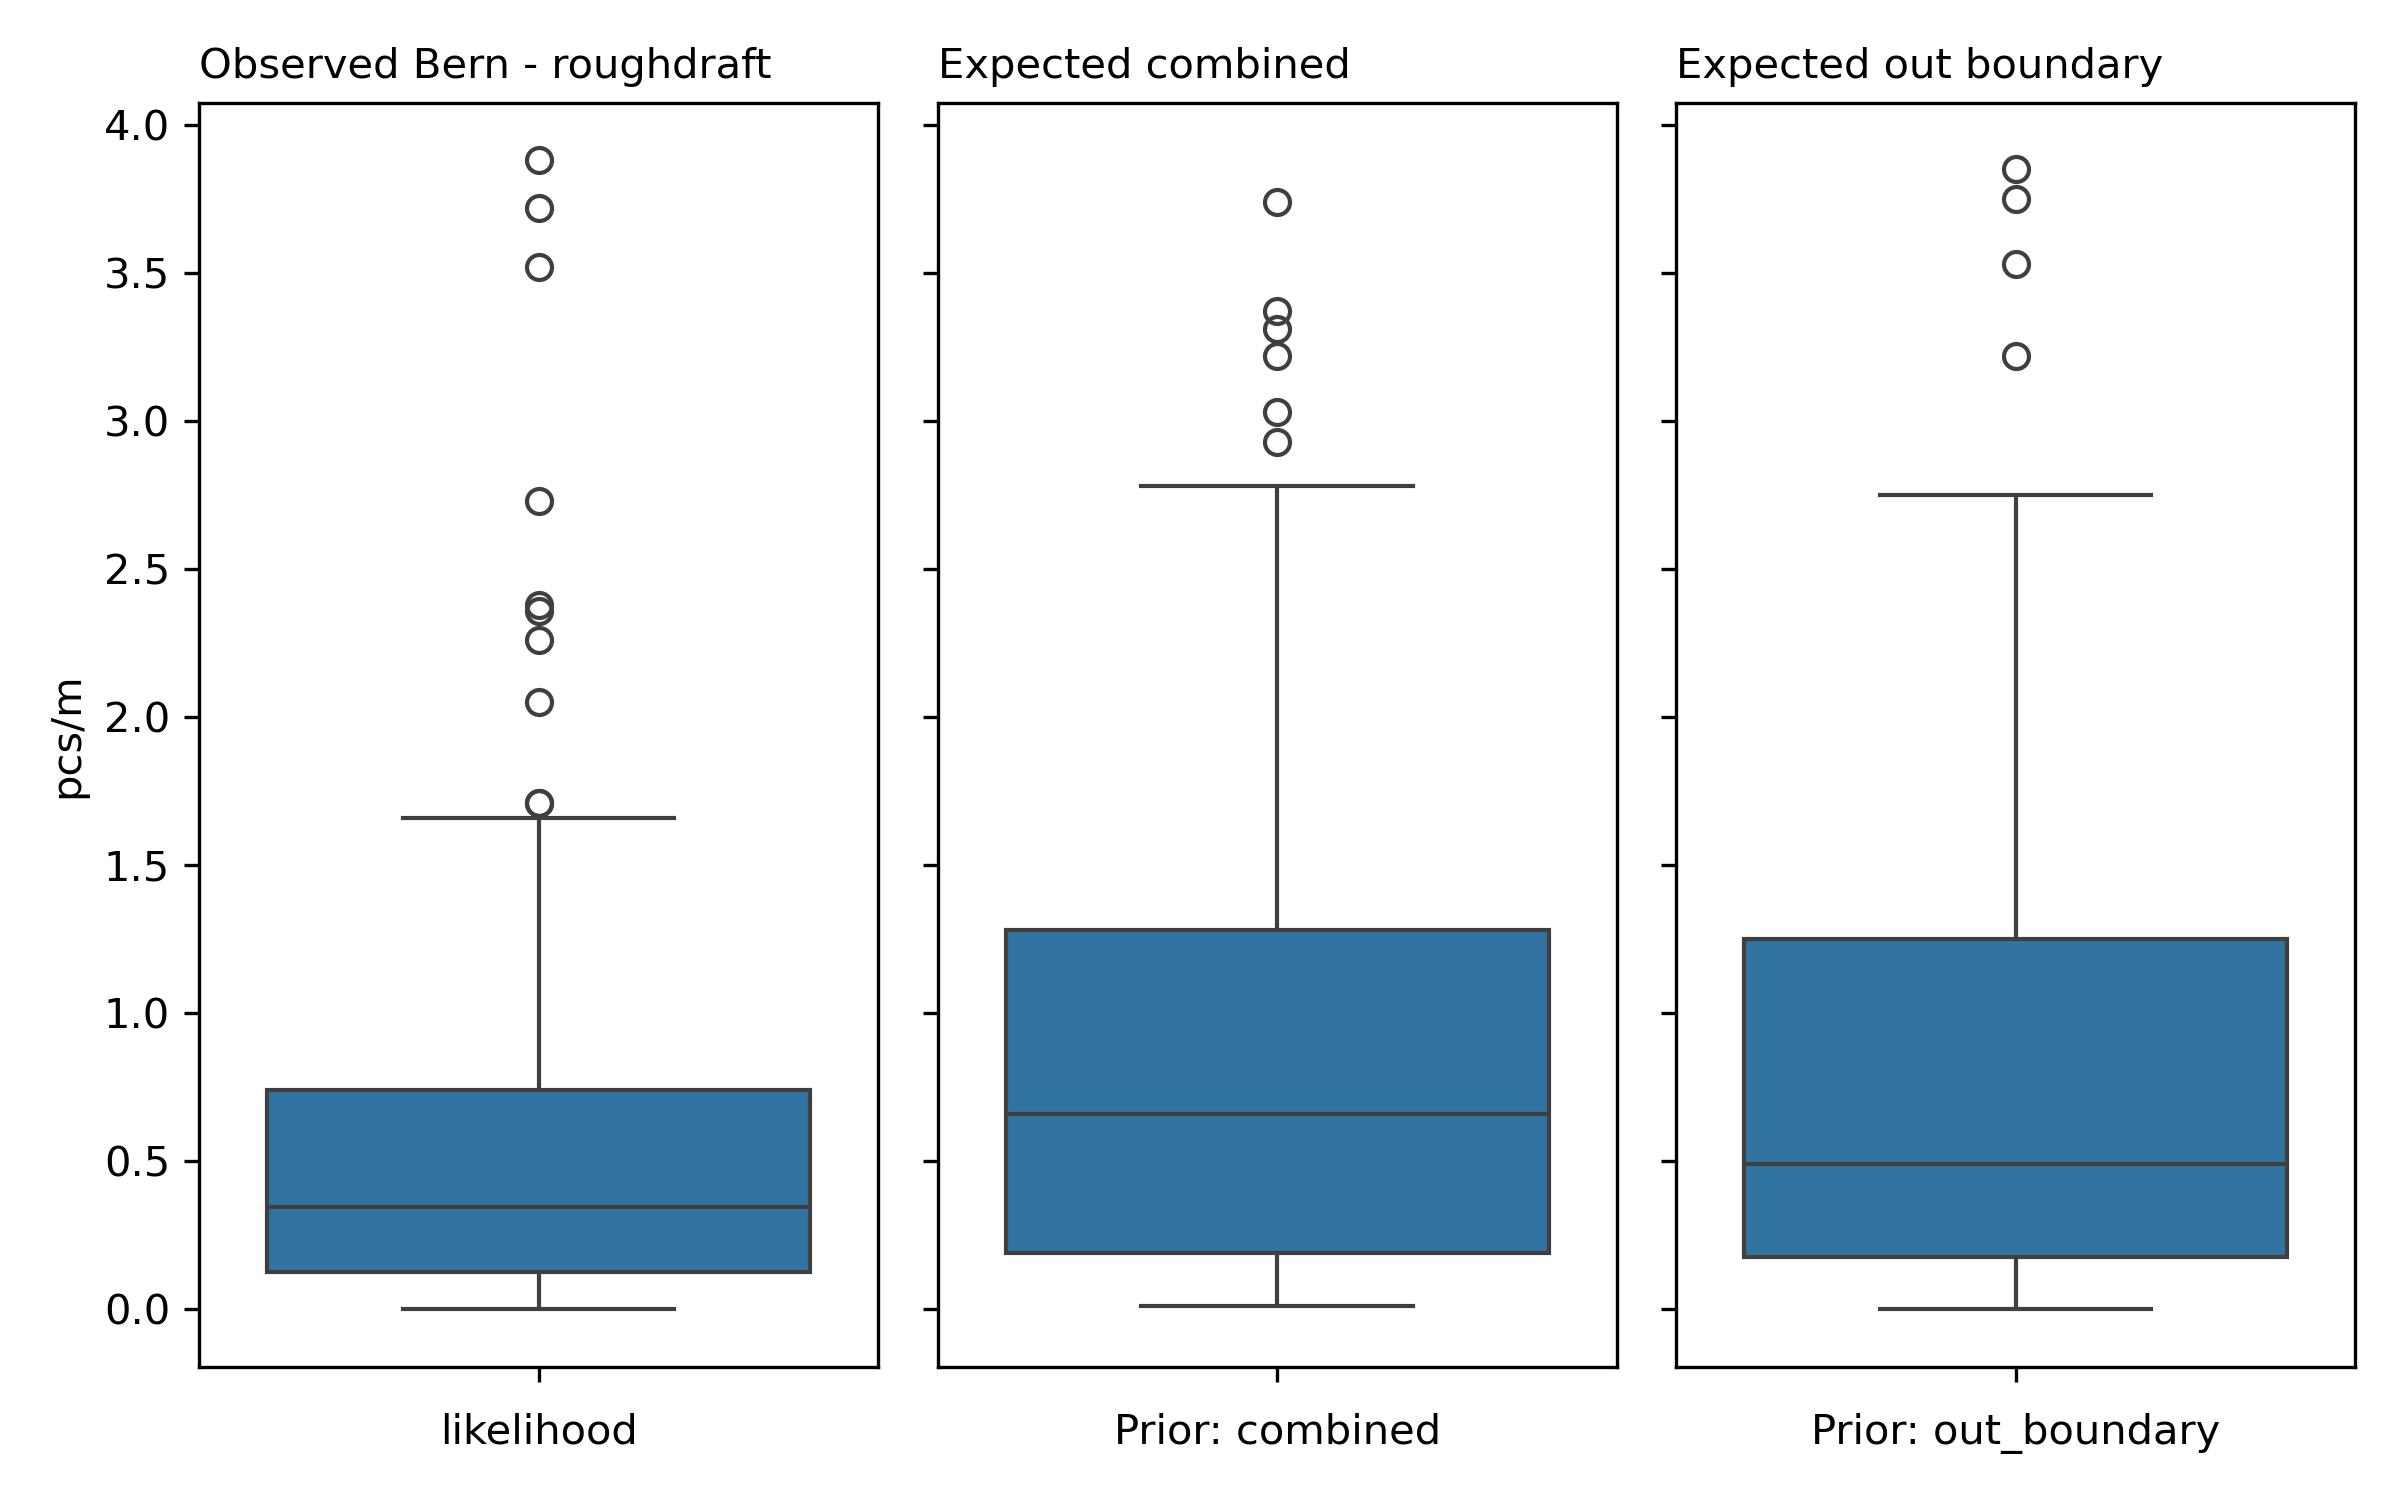 Observed Bern - roughdraft
Expected combined
Expected out boundary
4.0
3.5
3.0
2.5
2.0
1.5
1.0
0.5
0.0
pcs/m
likelihood
Prior: combined
Prior: out_boundary